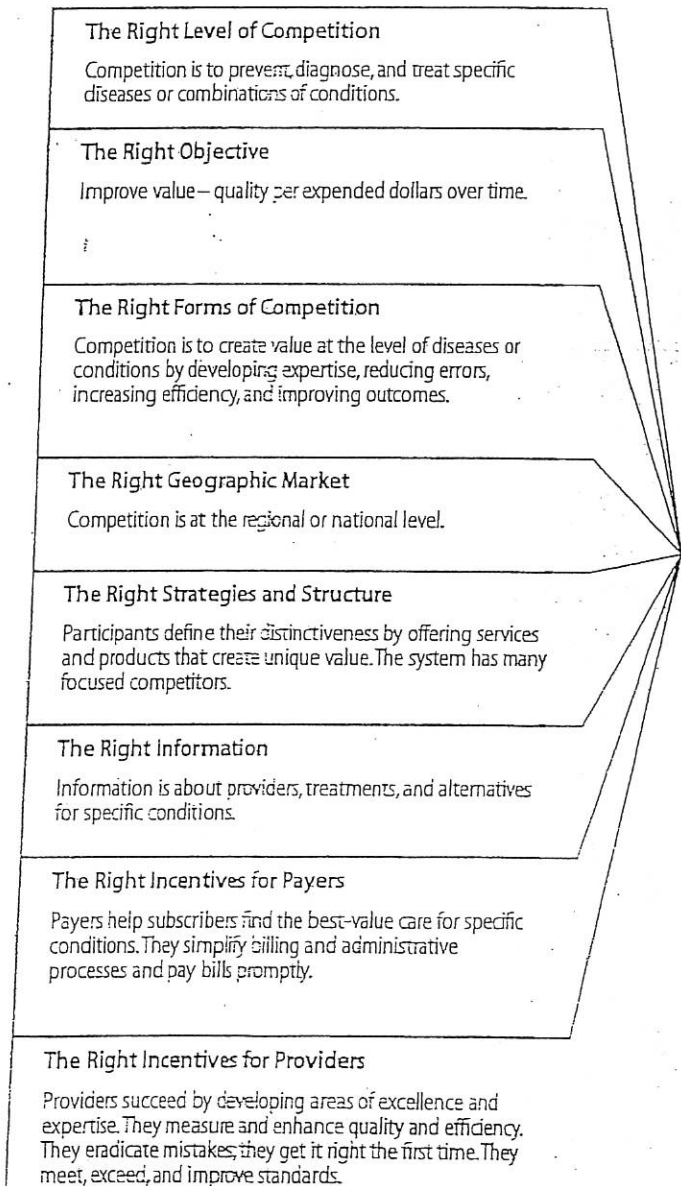 The Right Level of Competition
Competition is to prevent, diagnose, and treat specific
diseases or combinations of conditions.
The Right Objective
Improve value—quality per expended dollars over time.
The Right Forms of Competition
Competition is to create value at the level of diseases or
conditions by developing expertise, reducing errors,
increasing efficiency, and improving outcomes.
The Right Geographic Market
Competition is at the regional or national level.
The Right Strategies and Structure
Participants define their distinctiveness by offering services
and products that create unique value. The system has many
focused competitors.
The Right Information
Information is about providers, treatments, and alternatives
for specific conditions.
The Right Incentives for Payers
Payers help subscribers find the best-value care for specific
conditions. They simplify billing and administrative
processes and pay bills promptly.
The Right Incentives for Providers
Providers succeed by developing areas of excellence and
expertise. They measure and enhance quality and efficiency.
They eradicate mistakes; they get it right the first time. They
meet, exceed, and improve standards.